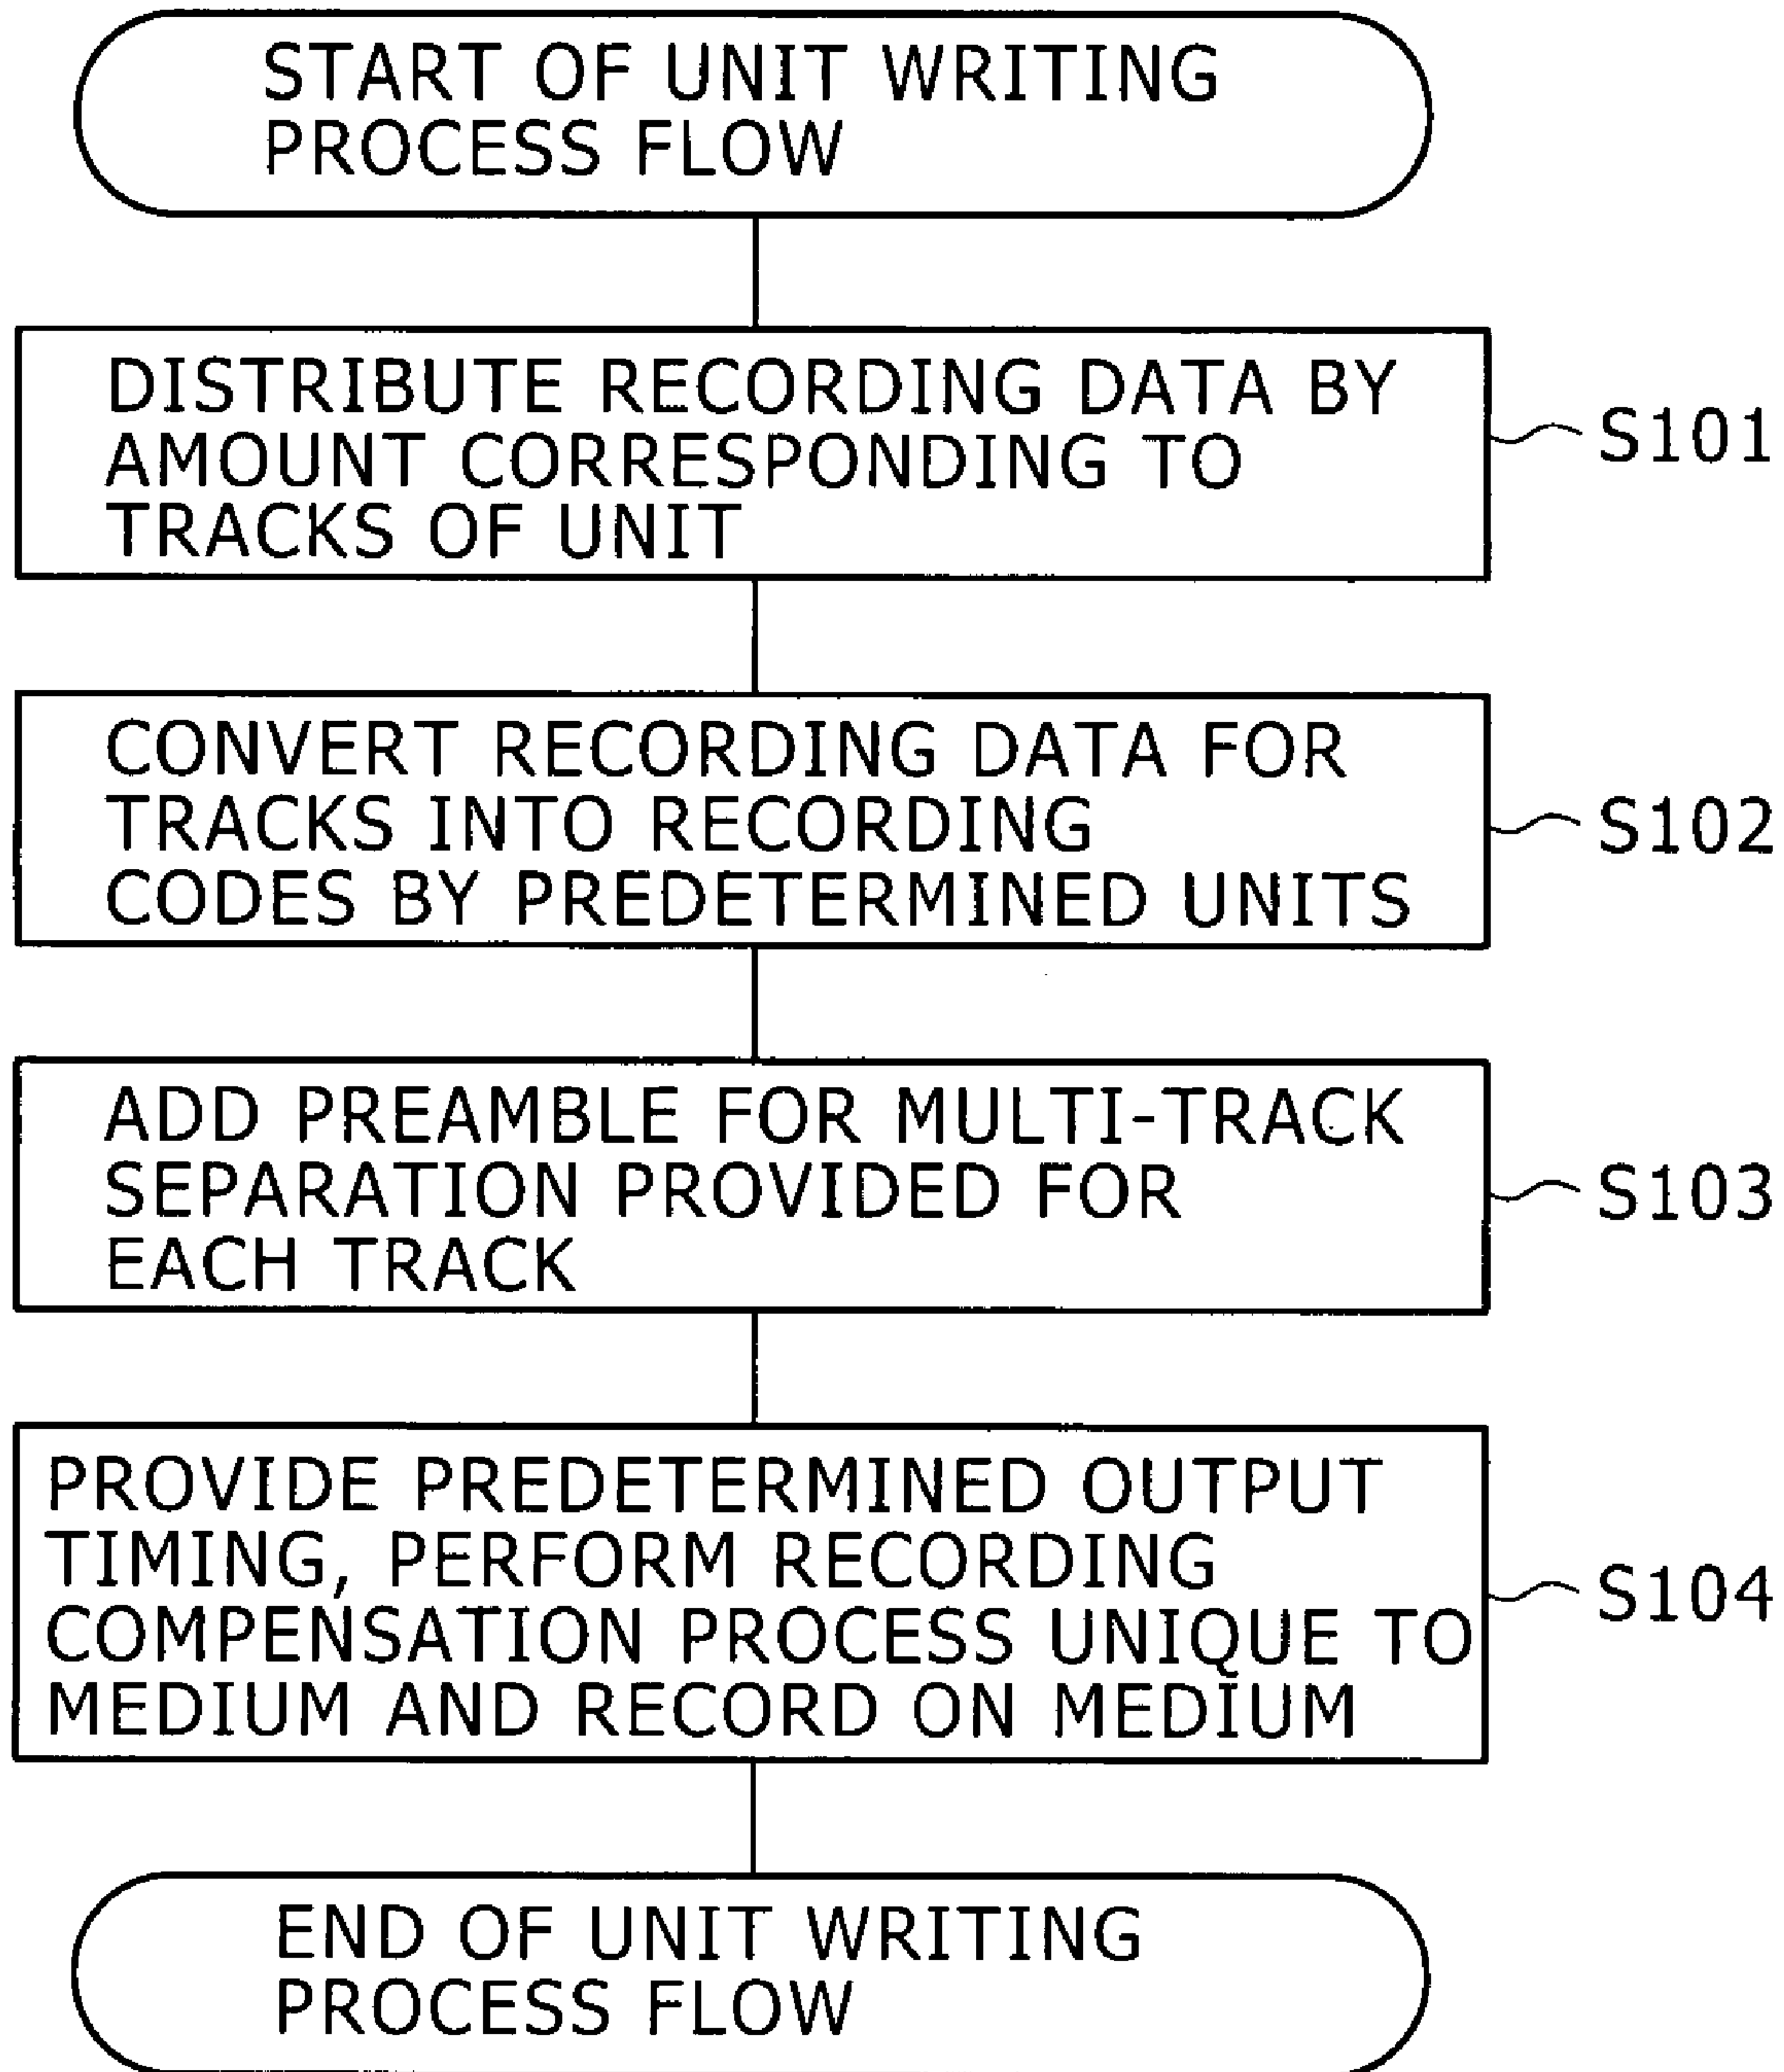 START OF UNIT WRITING
PROCESS FLOW
DISTRIBUTE RECORDING DATA BY
AMOUNT CORRESPONDING TO
TRACKS OF UNIT
S101
CONVERT RECORDING DATA FOR
TRACKS INTO RECORDING
CODES BY PREDETERMINED UNITS
S102
ADD PREAMBLE FOR MULTI-TRACK
SEPARATION PROVIDED FOR
EACH TRACK
S103
PROVIDE PREDETERMINED OUTPUT
TIMING, PERFORM RECORDING
COMPENSATION PROCESS UNIQUE TO
MEDIUM AND RECORD ON MEDIUM
S104
END OF UNIT WRITING
PROCESS FLOW